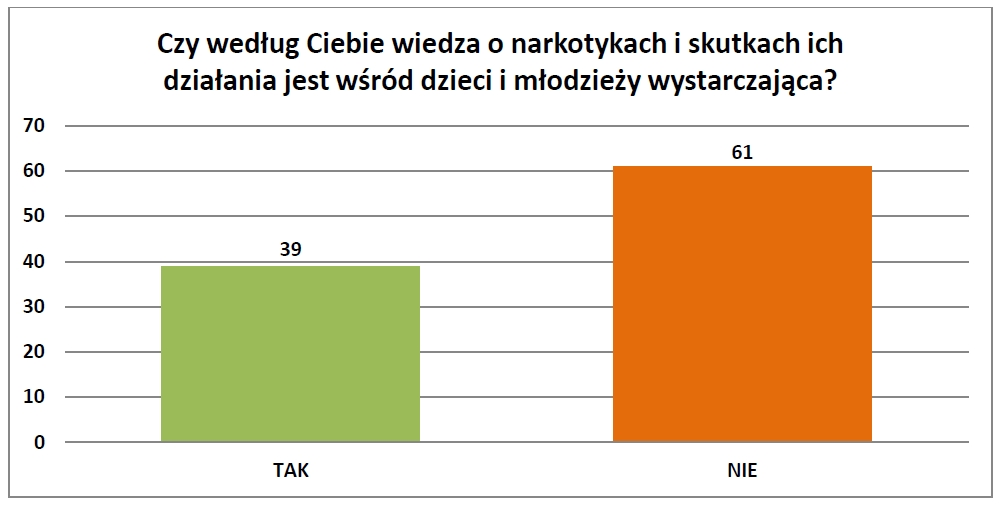 Czy według Ciebie wiedza o narkotykach i skutkach ich
działania jest wśród dzieci i młodzieży wystarczająca?
70
60
50
40
30
20
10
0
39
61
TAK
NIE